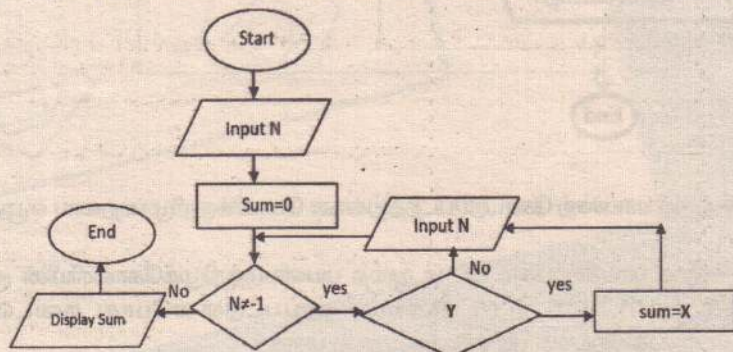 Start
Input N
Sum=0
Input N
End
No
N≠-1
yes
Y
No
yes
sum=X
Display Sum